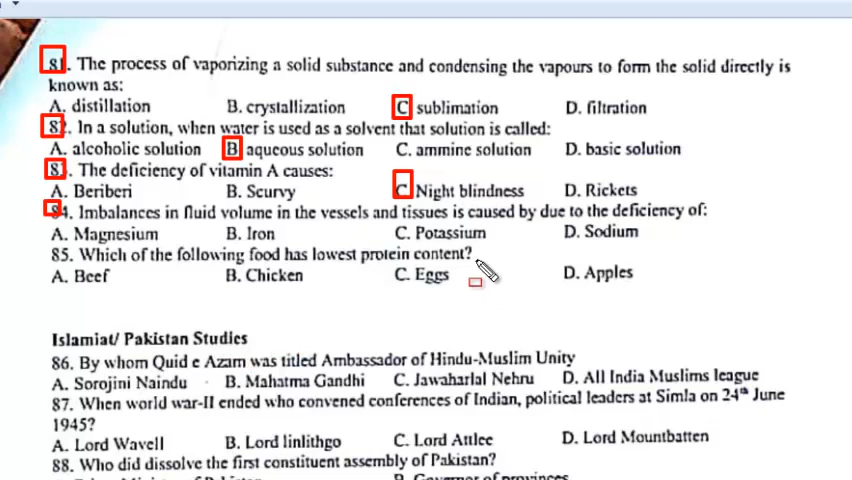 81. The process of vaporizing a solid substance and condensing the vapours to form the solid directly is
known as:
A. distillation B. crystallization C sublimation D. filtration
82. In a solution, when water is used as a solvent that solution is called:
A. alcoholic solution B aqueous solution C. ammine solution D. basic solution
83. The deficiency of vitamin A causes:
A. Beriberi B. Scurvy C. Night blindness D. Rickets
84. Imbalances in fluid volume in the vessels and tissues is caused by due to the deficiency of:
A. Magnesium B. Iron C. Potassium D. Sodium
85. Which of the following food has lowest protein content?
A. Beef B. Chicken C. Eggs D. Apples
Islamiat/ Pakistan Studies
86. By whom Quid e Azam was titled Ambassador of Hindu-Muslim Unity
A. Sorojini Naindu B. Mahatma Gandhi C. Jawaharlal Nehru D. All India Muslims league
87. When world war-II ended who convened conferences of Indian, political leaders at Simla on 24th June
1945?
A. Lord Wavell B. Lord linlithgo C. Lord Attlee D. Lord Mountbatten
88. Who did dissolve the first constituent assembly of Pakistan?
B. Governor of provinces